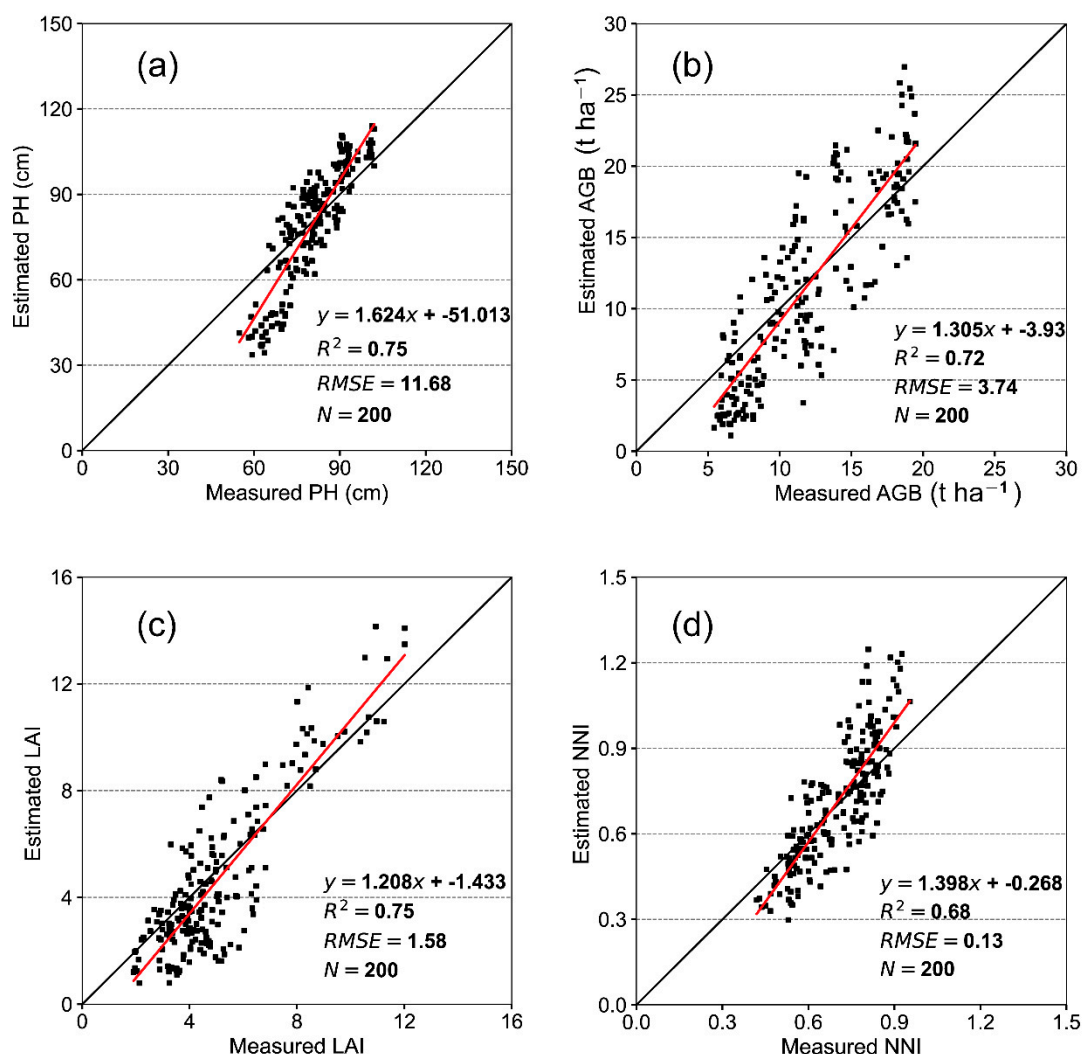 (a)
150
120
90
60
30
0
Estimated PH (cm)
y = 1.624x + -51.013
R² = 0.75
RMSE = 11.68
N = 200
0 30 60 90 120 150
Measured PH (cm)
(b)
30
25
20
15
10
5
0
Estimated AGB (t ha⁻¹)
y = 1.305x + -3.93
R² = 0.72
RMSE = 3.74
N = 200
0 5 10 15 20 25 30
Measured AGB (t ha⁻¹)
(c)
16
12
8
4
0
Estimated LAI
y = 1.208x + -1.433
R² = 0.75
RMSE = 1.58
N = 200
0 4 8 12 16
Measured LAI
(d)
1.5
1.2
0.9
0.6
0.3
0.0
Estimated NNI
y = 1.398x + -0.268
R² = 0.68
RMSE = 0.13
N = 200
0.0 0.3 0.6 0.9 1.2 1.5
Measured NNI